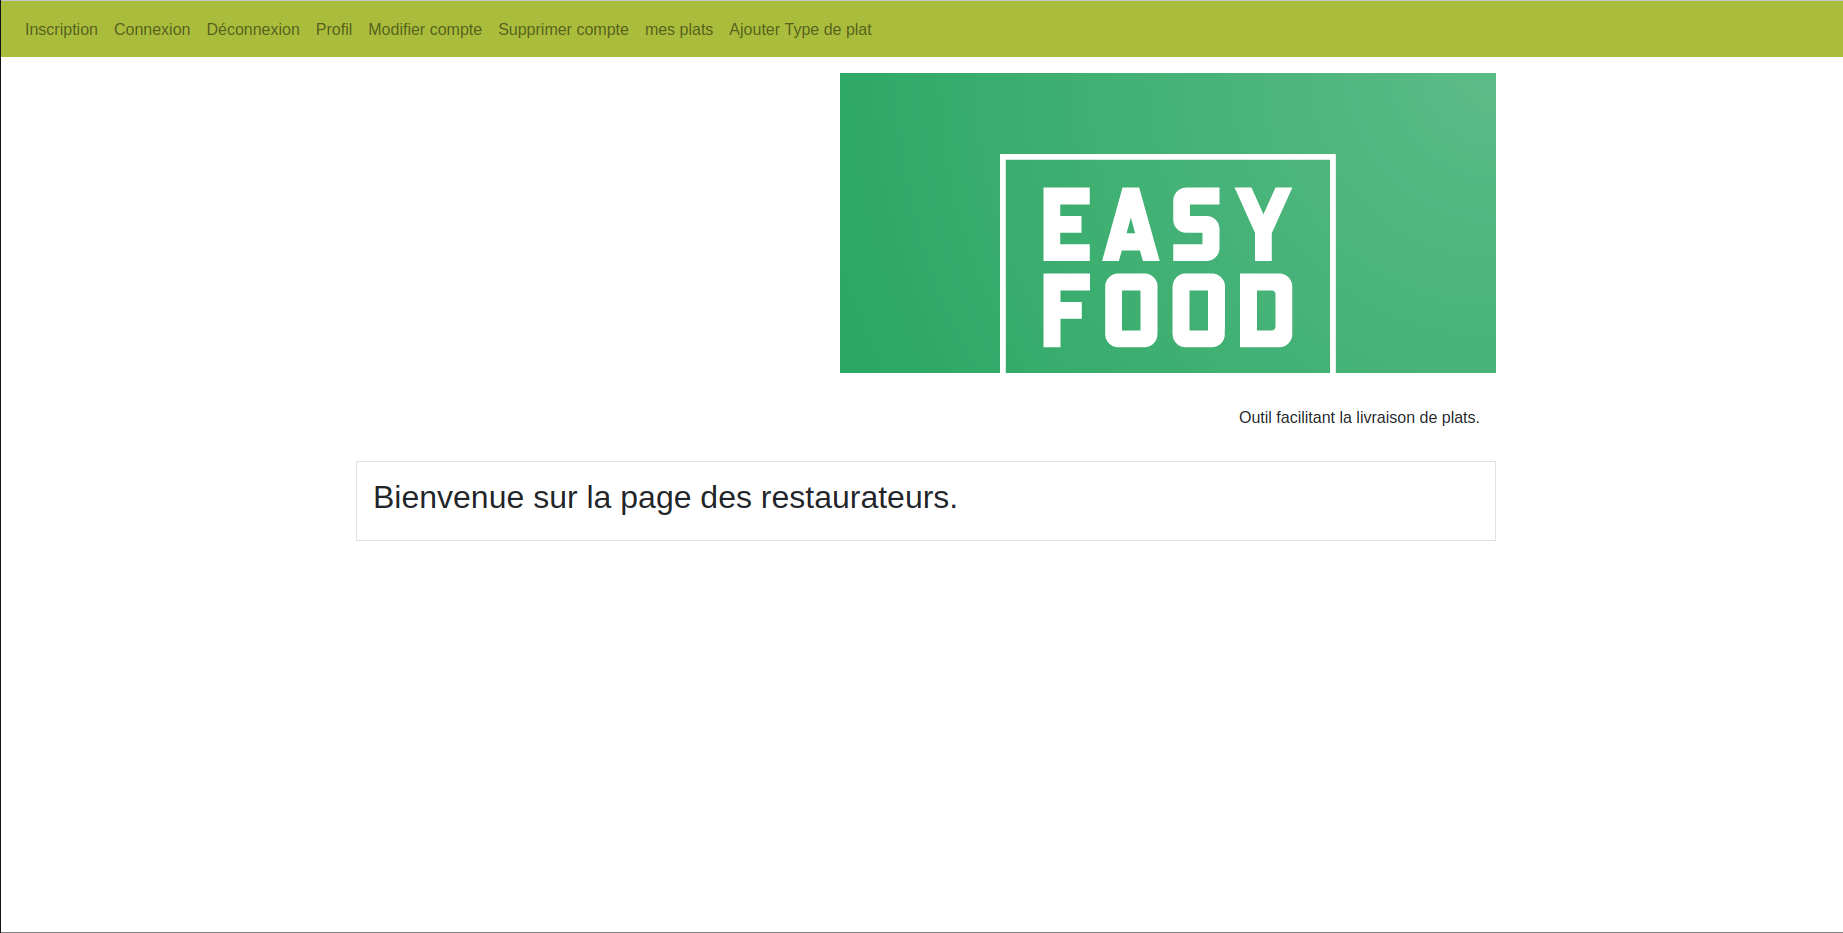 Inscription Connexion Déconnexion Profil Modifier compte Supprimer compte mes plats Ajouter Type de plat
EASY
FOOD
Outil facilitant la livraison de plats.
Bienvenue sur la page des restaurateurs.